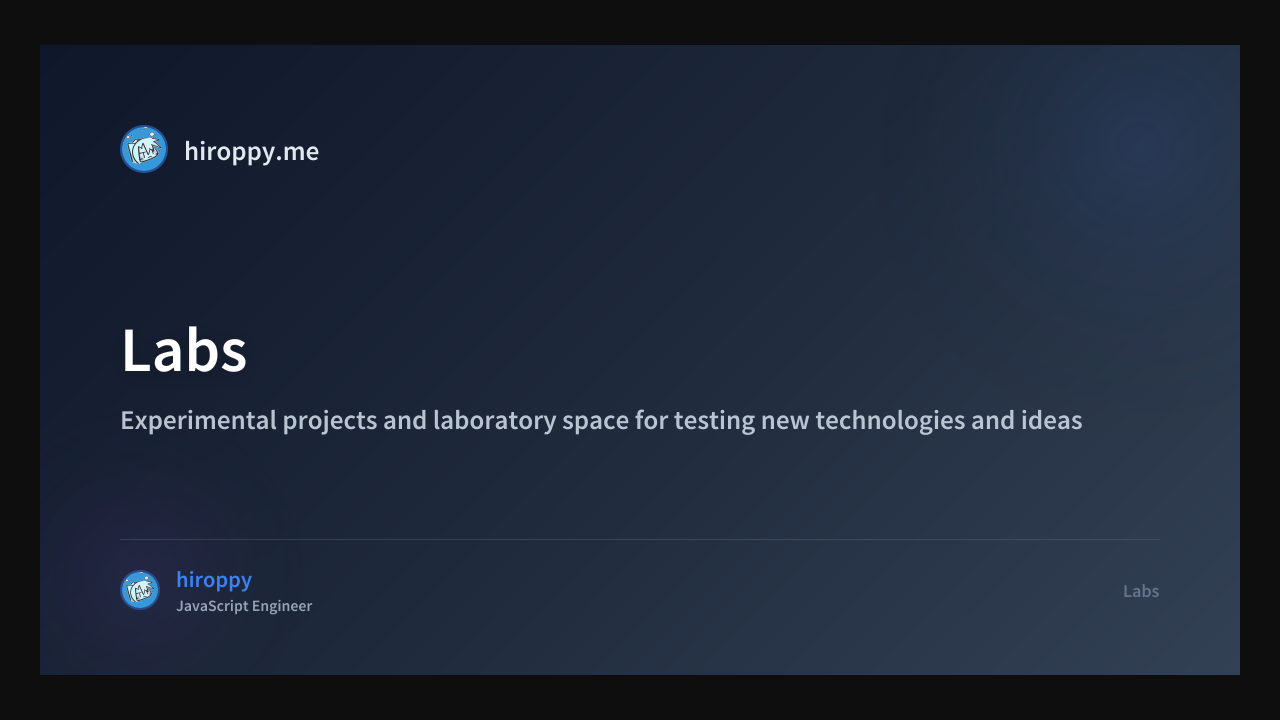 hiroppy.me
Labs
Experimental projects and laboratory space for testing new technologies and ideas
hiroppy
JavaScript Engineer
Labs